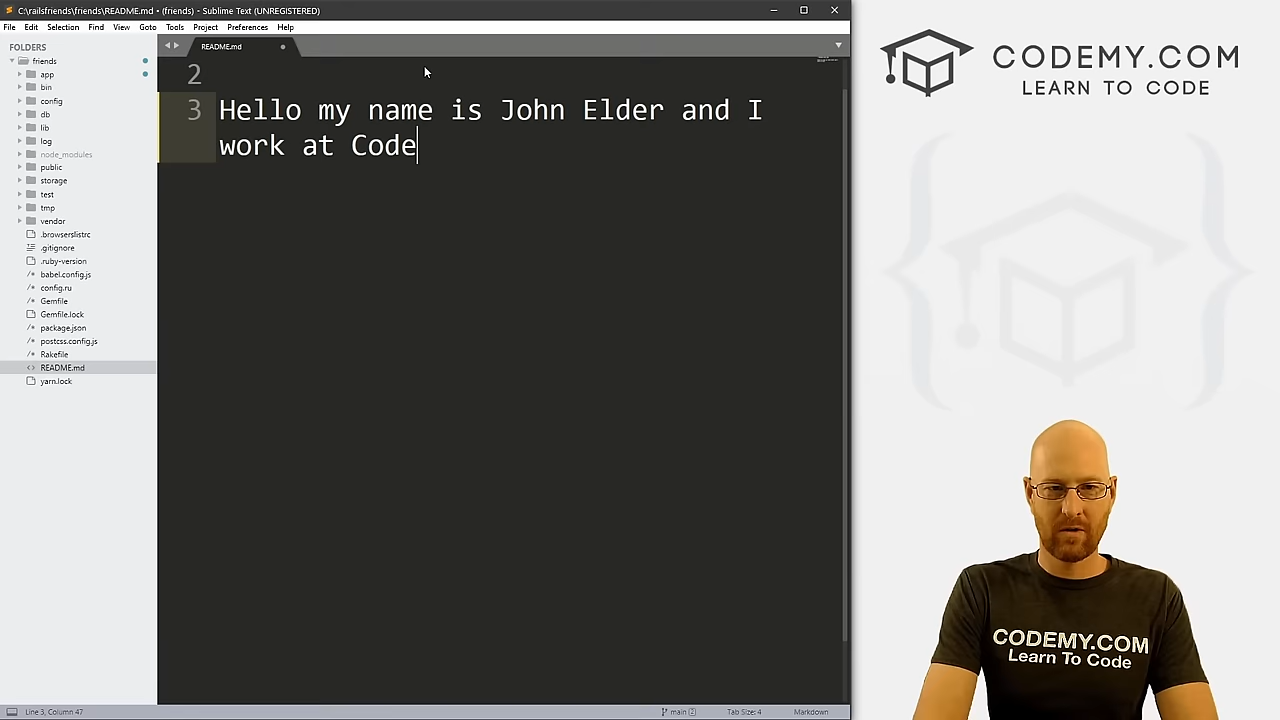 C:\railsfriends\friends\README.md • (friends) - Sublime Text (UNREGISTERED)
File Edit Selection Find View Goto Tools Project Preferences Help
FOLDERS
friends
app
bin
config
db
lib
log
node_modules
public
storage
test
tmp
vendor
.browserslistrc
.gitignore
.ruby-version
babel.config.js
config.ru
Gemfile
Gemfile.lock
package.json
postcss.config.js
Rakefile
README.md
yarn.lock
README.md
2
3 Hello my name is John Elder and I
work at Code
Line 3, Column 47
main 2
Tab Size: 4
Markdown
CODEMY.COM
LEARN TO CODE
CODEMY.COM
Learn To Code